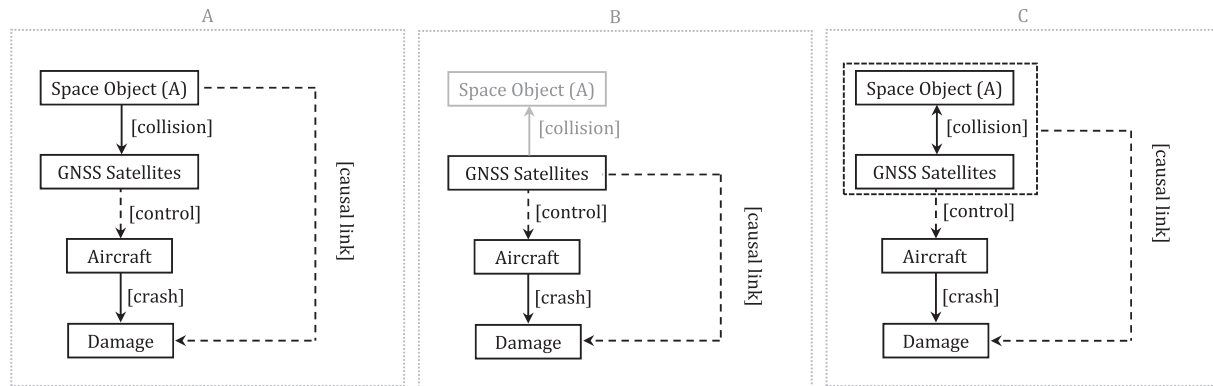 A
Space Object (A)
[collision]
GNSS Satellites
[control]
Aircraft
[crash]
Damage
[causal link]
B
Space Object (A)
[collision]
GNSS Satellites
[control]
Aircraft
[crash]
Damage
[causal link]
C
Space Object (A)
[collision]
GNSS Satellites
[control]
Aircraft
[crash]
Damage
[causal link]